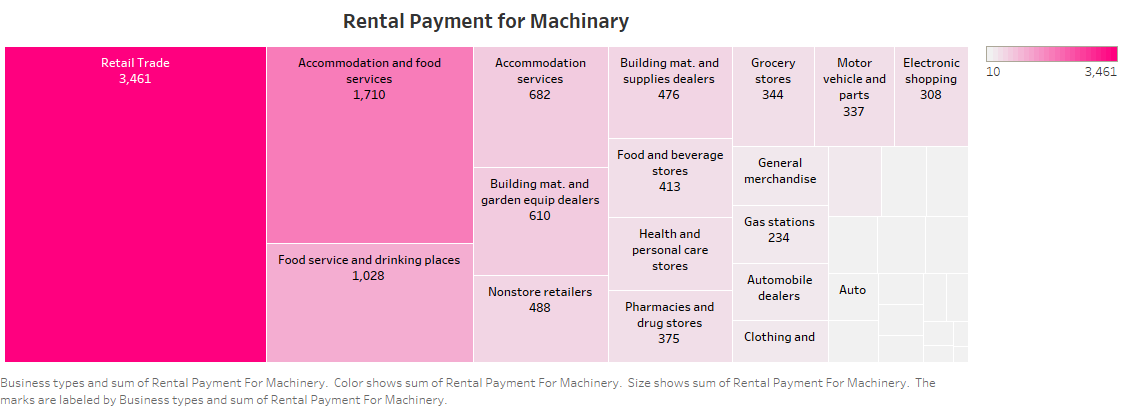 Rental Payment for Machinary
Retail Trade
3,461
Accommodation and food
services
1,710
Food service and drinking places
1,028
Accommodation
services
682
Building mat. and
garden equip dealers
610
Nonstore retailers
488
Building mat. and
supplies dealers
476
Food and beverage
stores
413
Health and
personal care
stores
Pharmacies and
drug stores
375
Grocery
stores
344
Motor
vehicle and
parts
337
Electronic
shopping
308
General
merchandise
Gas stations
234
Automobile
dealers
Clothing and
Auto
10
3,461
Business types and sum of Rental Payment For Machinery. Color shows sum of Rental Payment For Machinery. Size shows sum of Rental Payment For Machinery. The
marks are labeled by Business types and sum of Rental Payment For Machinery.